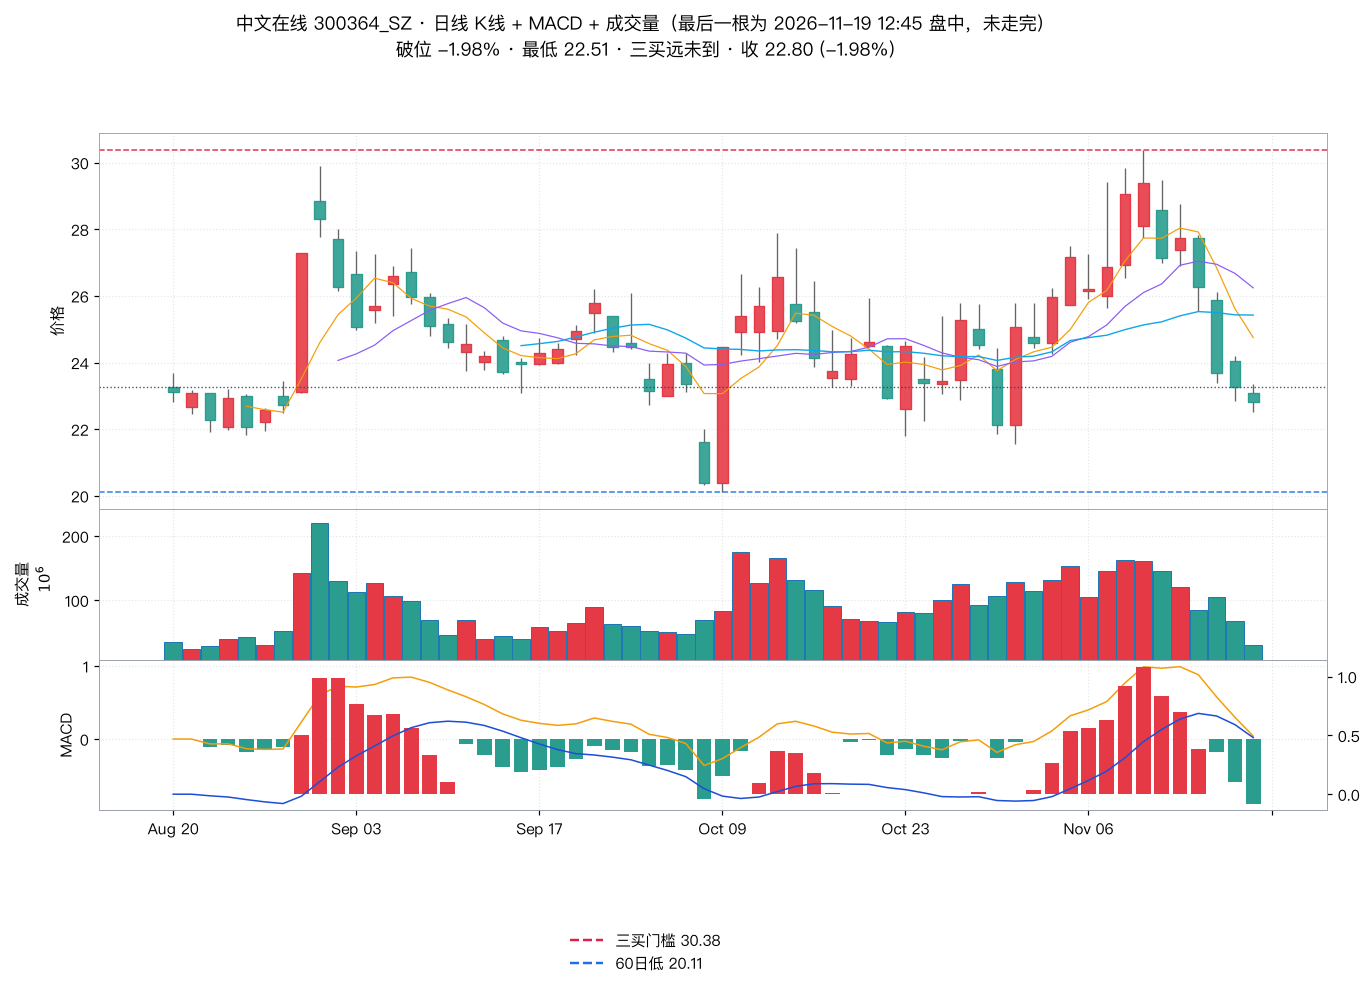 中文在线 300364_SZ · 日线 K线 + MACD + 成交量（最后一根为 2026–11–19 12:45 盘中，未走完）
破位 –1.98% · 最低 22.51 · 三买远未到 · 收 22.80 (–1.98%)
价格
30
28
26
24
22
20
成交量
10⁶
200
100
MACD
1
0
1.0
0.5
0.0
Aug 20
Sep 03
Sep 17
Oct 09
Oct 23
Nov 06
三买门槛 30.38
60日低 20.11